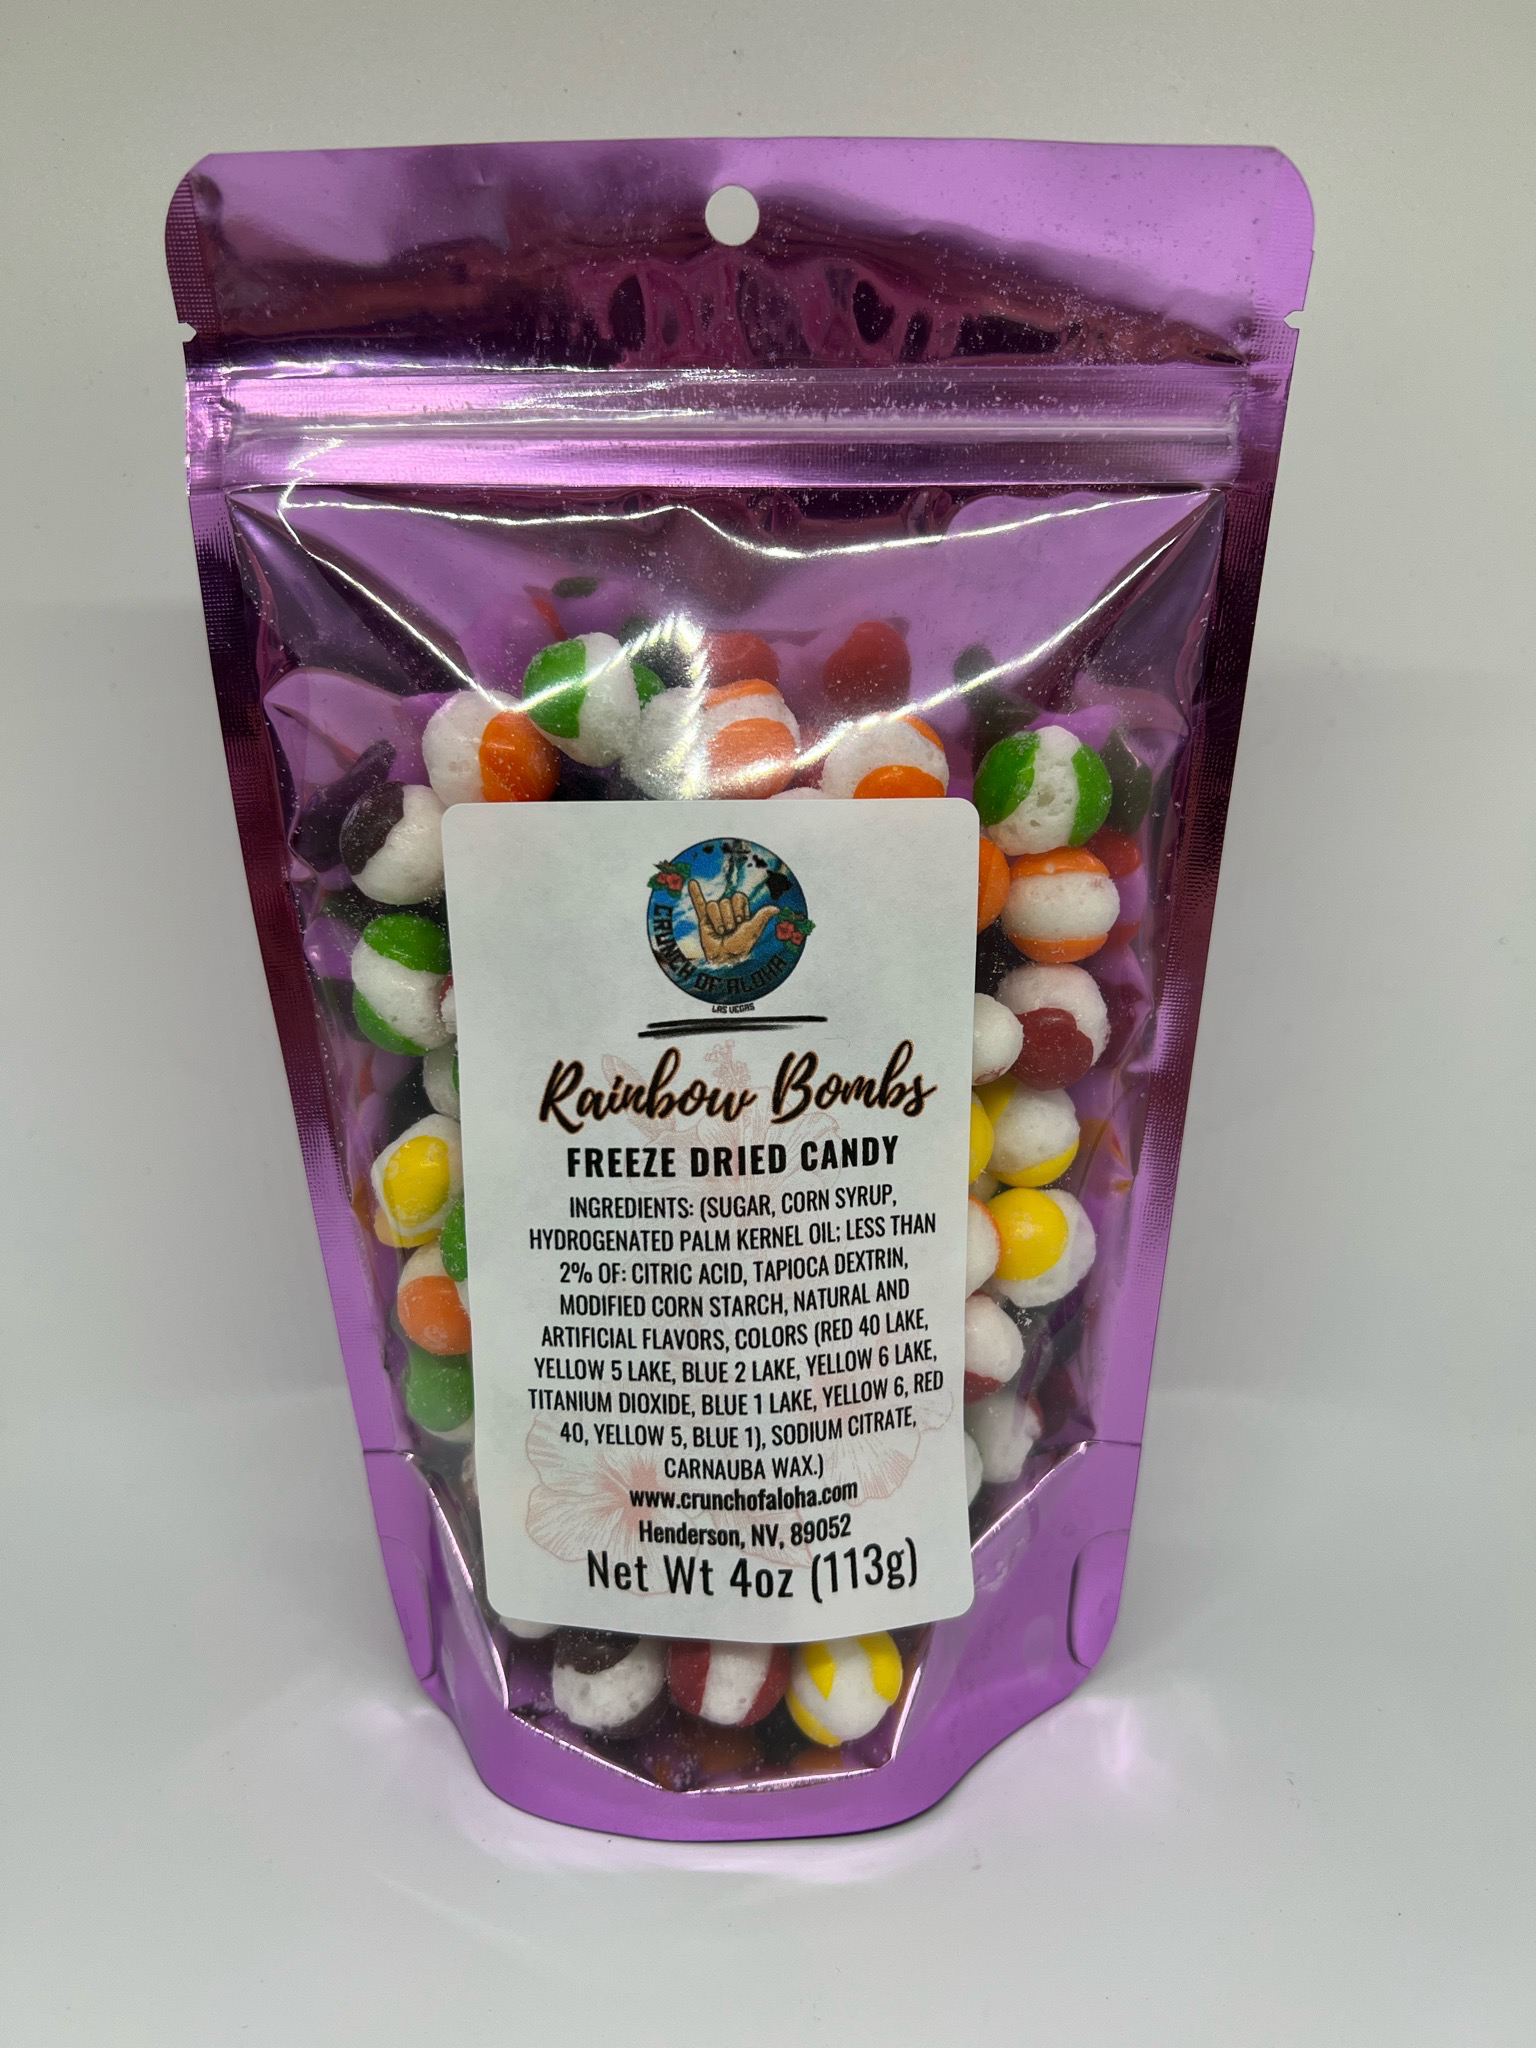 CRUNCH OF ALOHA
LAS VEGAS
Rainbow Bombs
FREEZE DRIED CANDY
INGREDIENTS: (SUGAR, CORN SYRUP,
HYDROGENATED PALM KERNEL OIL; LESS THAN
2% OF: CITRIC ACID, TAPIOCA DEXTRIN,
MODIFIED CORN STARCH, NATURAL AND
ARTIFICIAL FLAVORS, COLORS (RED 40 LAKE,
YELLOW 5 LAKE, BLUE 2 LAKE, YELLOW 6 LAKE,
TITANIUM DIOXIDE, BLUE 1 LAKE, YELLOW 6, RED
40, YELLOW 5, BLUE 1), SODIUM CITRATE,
CARNAUBA WAX.)
www.crunchofaloha.com
Henderson, NV, 89052
Net Wt 4oz (113g)